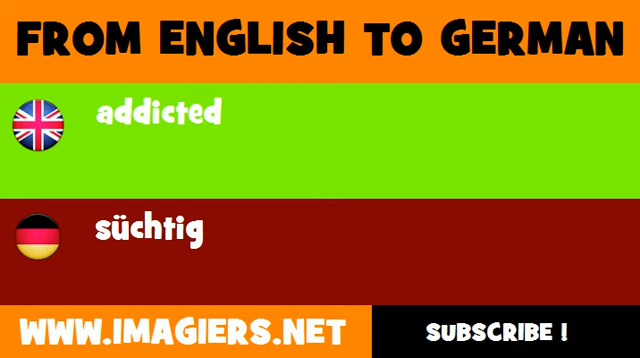 FROM ENGLISH TO GERMAN
addicted
süchtig
WWW.IMAGIERS.NET
SUBSCRIBE !